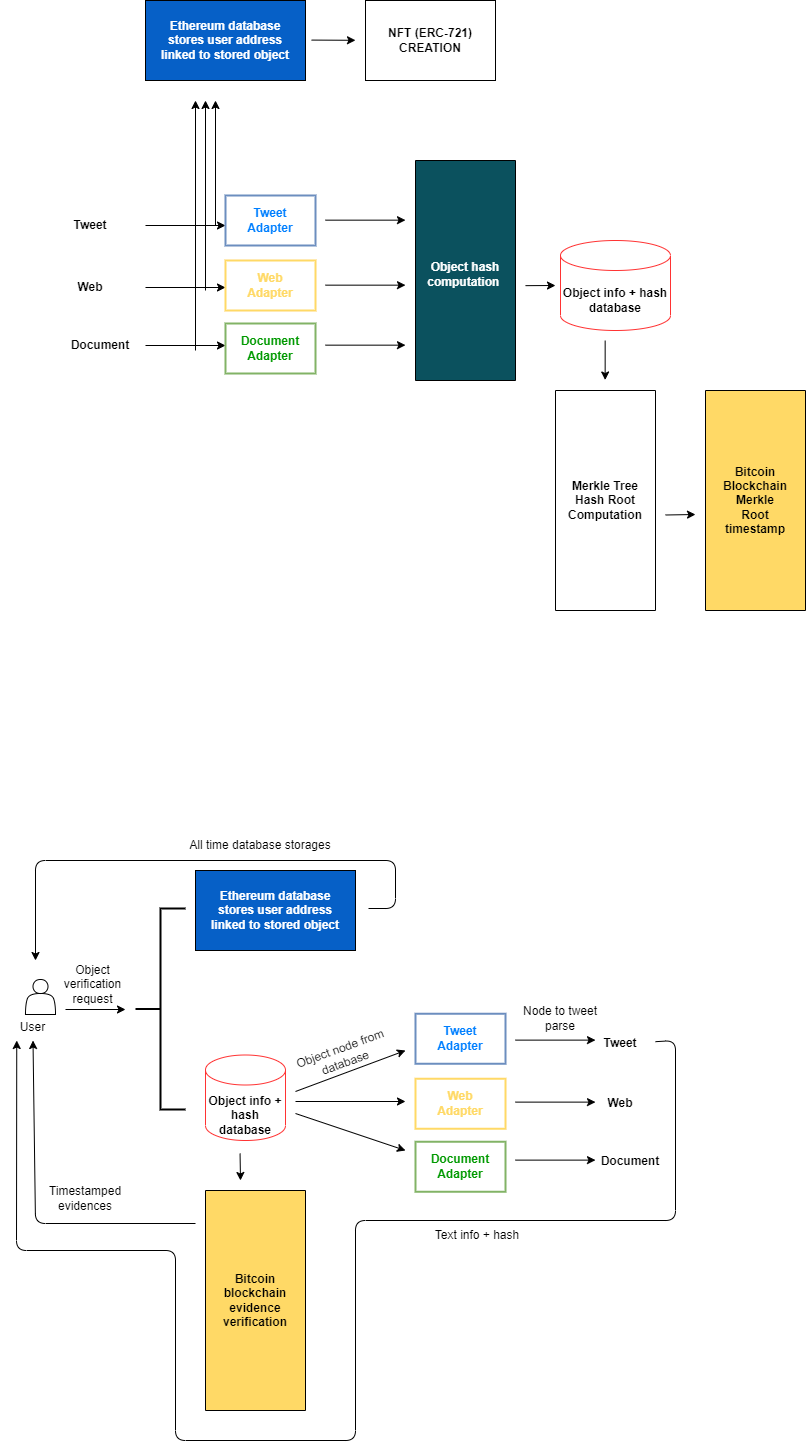 Ethereum database
stores user address
linked to stored object
NFT (ERC-721)
CREATION
Tweet
Tweet
Adapter
Web
Web
Adapter
Document
Document
Adapter
Object hash
computation
Object info + hash
database
Merkle Tree
Hash Root
Computation
Bitcoin
Blockchain
Merkle
Root
timestamp
All time database storages
Ethereum database
stores user address
linked to stored object
Object
verification
request
User
Object info +
hash
database
Object node from
database
Tweet
Adapter
Node to tweet
parse
Tweet
Web
Adapter
Web
Document
Adapter
Document
Timestamped
evidences
Text info + hash
Bitcoin
blockchain
evidence
verification